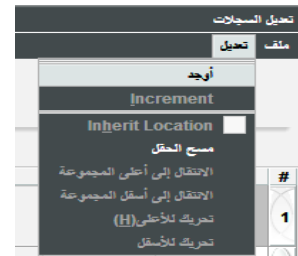 تعديل السجلات
ملف تعديل
أوجد
Increment
Inherit Location
مسح الحقل
الانتقال إلى أعلى المجموعة
الانتقال إلى أسفل المجموعة
تحريك للأعلى(H)
تحريك للأسفل
#
1